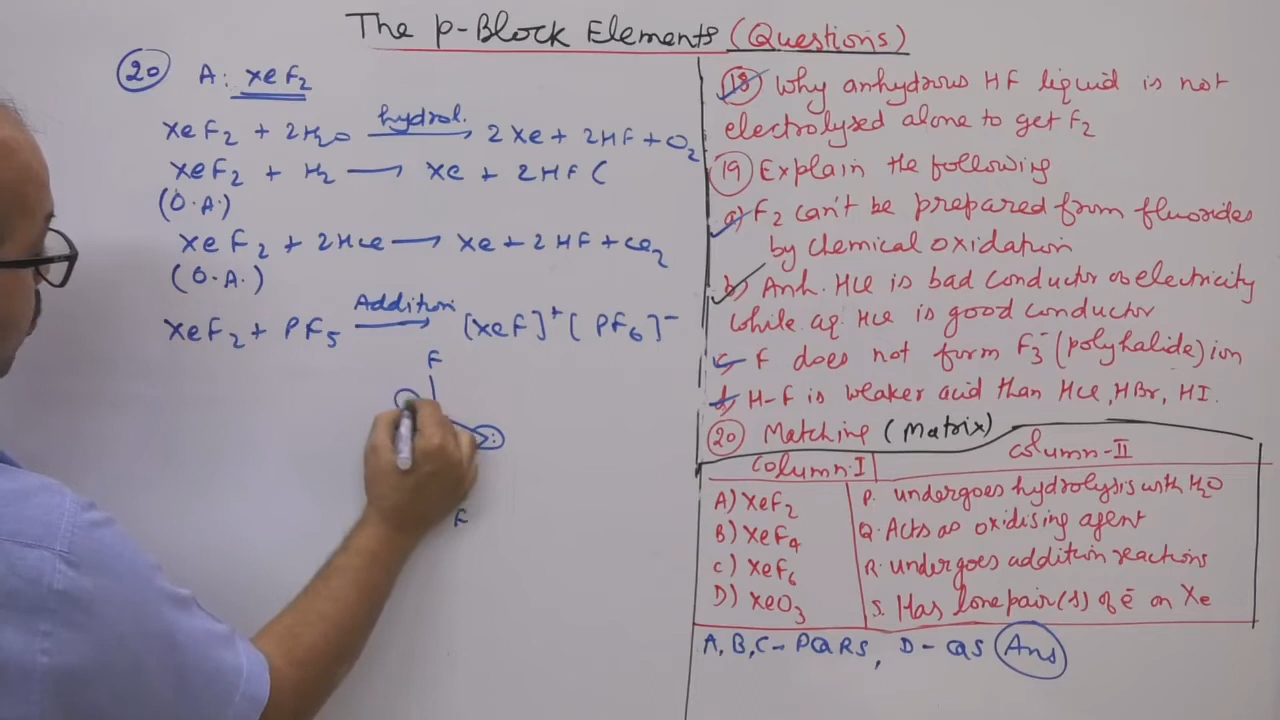 The p-Block Elements (Questions)
20 A: XeF2
XeF2 + 2H2O hydrol. → 2Xe + 2HF + O2
XeF2 + H2 → Xe + 2HF (
(O.A.)
XeF2 + 2HCl → Xe + 2HF + Cl2
(O.A.)
XeF2 + PF5 Addition → [XeF]+ [PF6]-
F
F
18 Why anhydrous HF liquid is not
electrolyzed alone to get F2
19 Explain the following
a) F2 can't be prepared from fluorides
by chemical oxidation
b) Anh. HCl is bad conductor of electricity
while aq. HCl is good conductor
c) F does not form F3- (polyhalide) ion
d) H-F is weaker acid than HCl, HBr, HI.
20 Matching (Matrix)
Column-I Column-II
A) XeF2 P. undergoes hydrolysis with H2O
B) XeF4 Q. Acts as oxidising agent
C) XeF6 R. undergoes addition reactions
D) XeO3 S. Has lone pair(s) of e- on Xe
A, B, C - PQRS, D - QS Ans